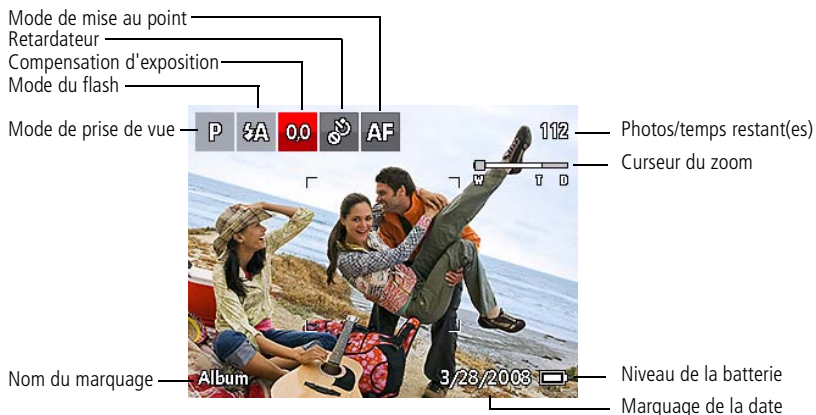 Mode de mise au point
Retardateur
Compensation d'exposition
Mode du flash
Mode de prise de vue
P
A
0,0
AF
112
Photos/temps restant(es)
Curseur du zoom
W T D
Nom du marquage
Album
3/28/2008
Niveau de la batterie
Marquage de la date